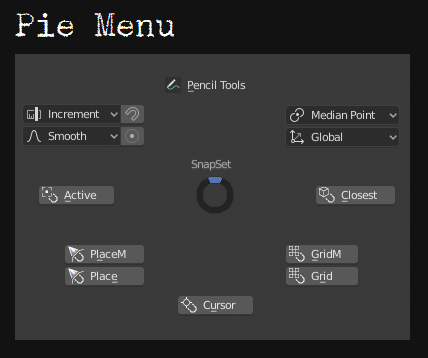 Pie Menu
Pencil Tools
Increment
Median Point
Smooth
Global
SnapSet
Active
Closest
PlaceM
GridM
Place
Grid
Cursor